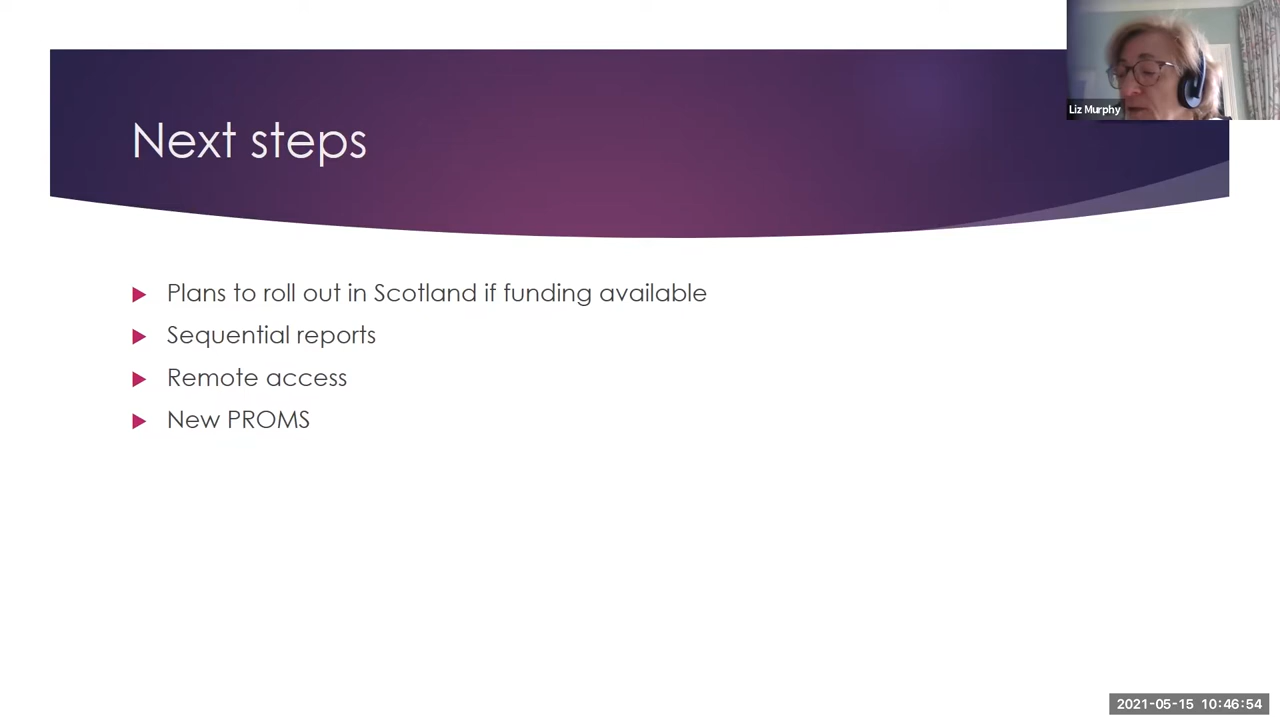 Liz Murphy
Next steps
Plans to roll out in Scotland if funding available
Sequential reports
Remote access
New PROMS
2021-05-15 10:46:54